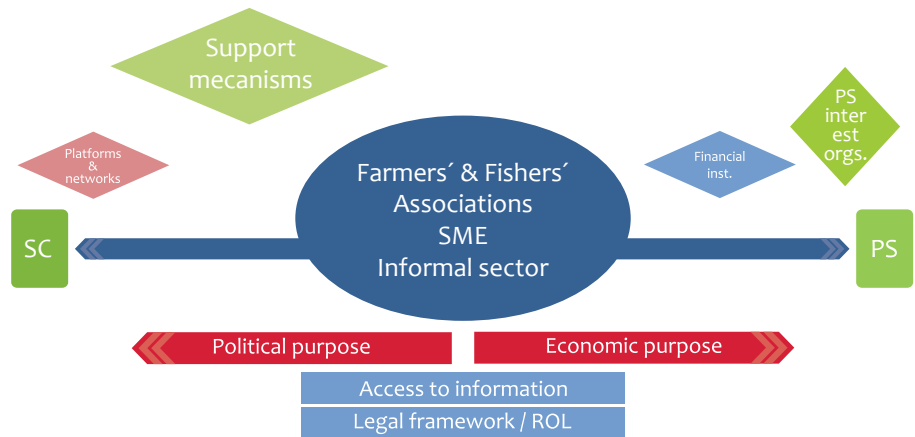 Support
mecanisms
PS
inter
est
orgs.
Platforms
&
networks
Financial
inst.
Farmers´ & Fishers´
Associations
SME
Informal sector
SC
PS
Political purpose
Economic purpose
Access to information
Legal framework / ROL